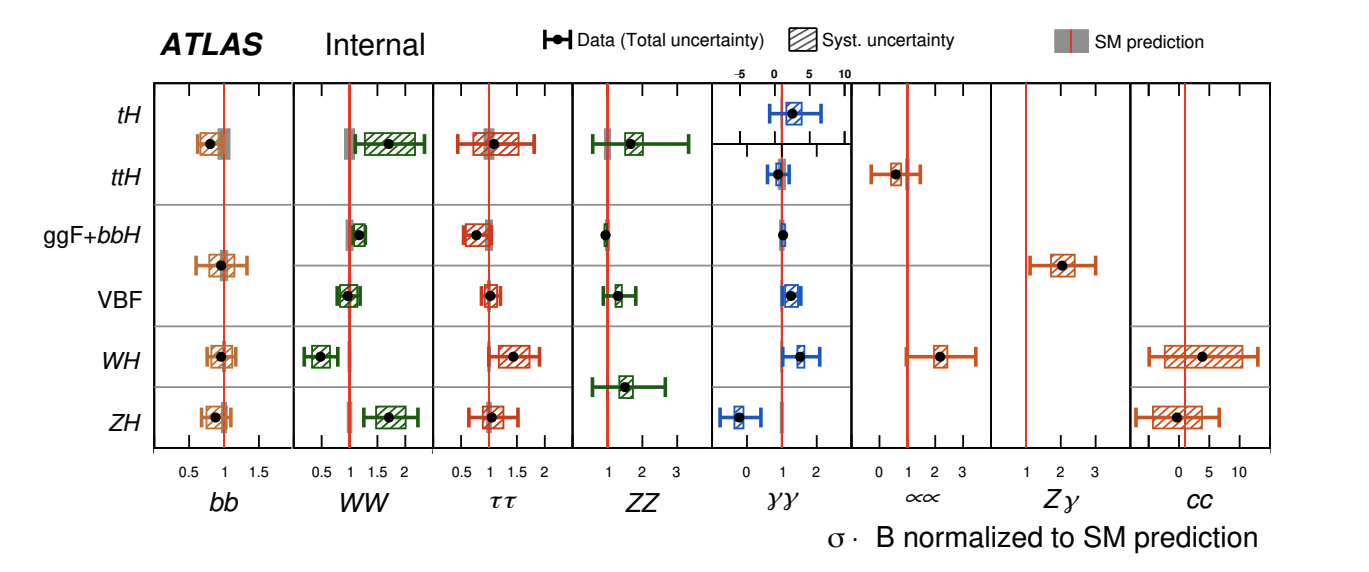 ATLAS Internal Data (Total uncertainty) Syst. uncertainty SM prediction
−5 0 5 10
tH
ttH
ggF+bbH
VBF
WH
ZH
0.5 1 1.5 0.5 1 1.5 2 0.5 1 1.5 2 1 2 3 0 1 2 0 1 2 3 1 2 3 0 5 10
bb WW ττ ZZ γγ ∝∝ Zγ cc
σ · B normalized to SM prediction